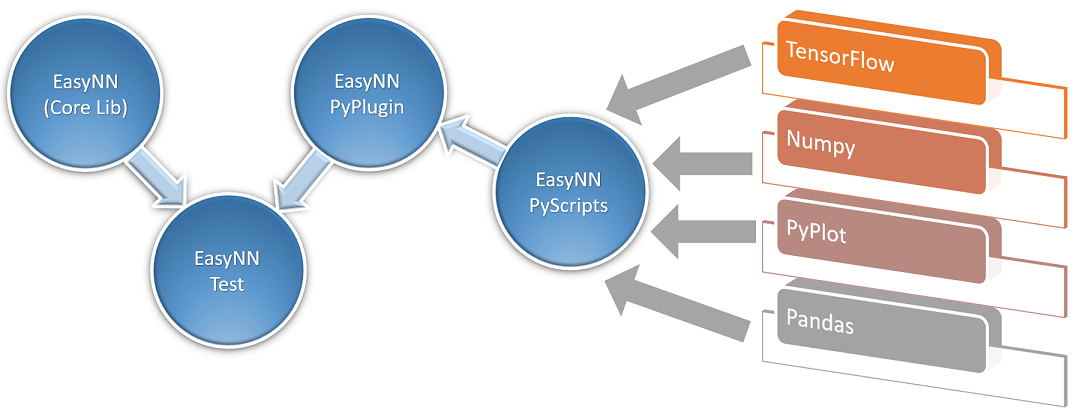 EasyNN
(Core Lib)
EasyNN
PyPlugin
EasyNN
Test
EasyNN
PyScripts
TensorFlow
Numpy
PyPlot
Pandas